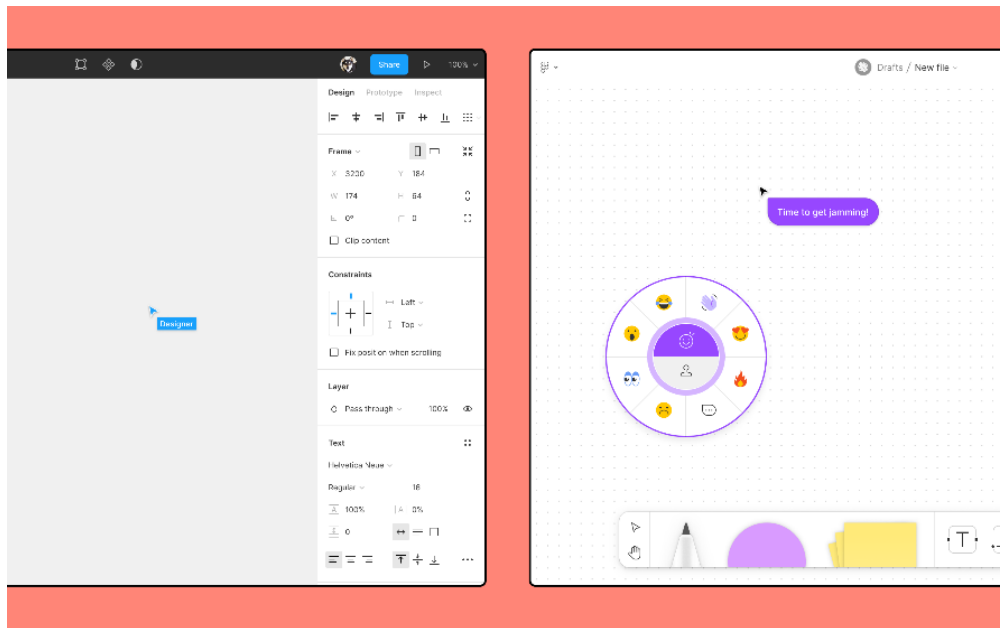 Share
100%
Design Prototype Inspect
Frame
X 3200 Y 184
W 174 H 64
0° 0
Clip content
Constraints
Left
Top
Fix position when scrolling
Layer
Pass through 100%
Text
Helvetica Neue
Regular 16
A 100% | A 0%
0
Designer
Drafts / New file
Time to get jamming!
T